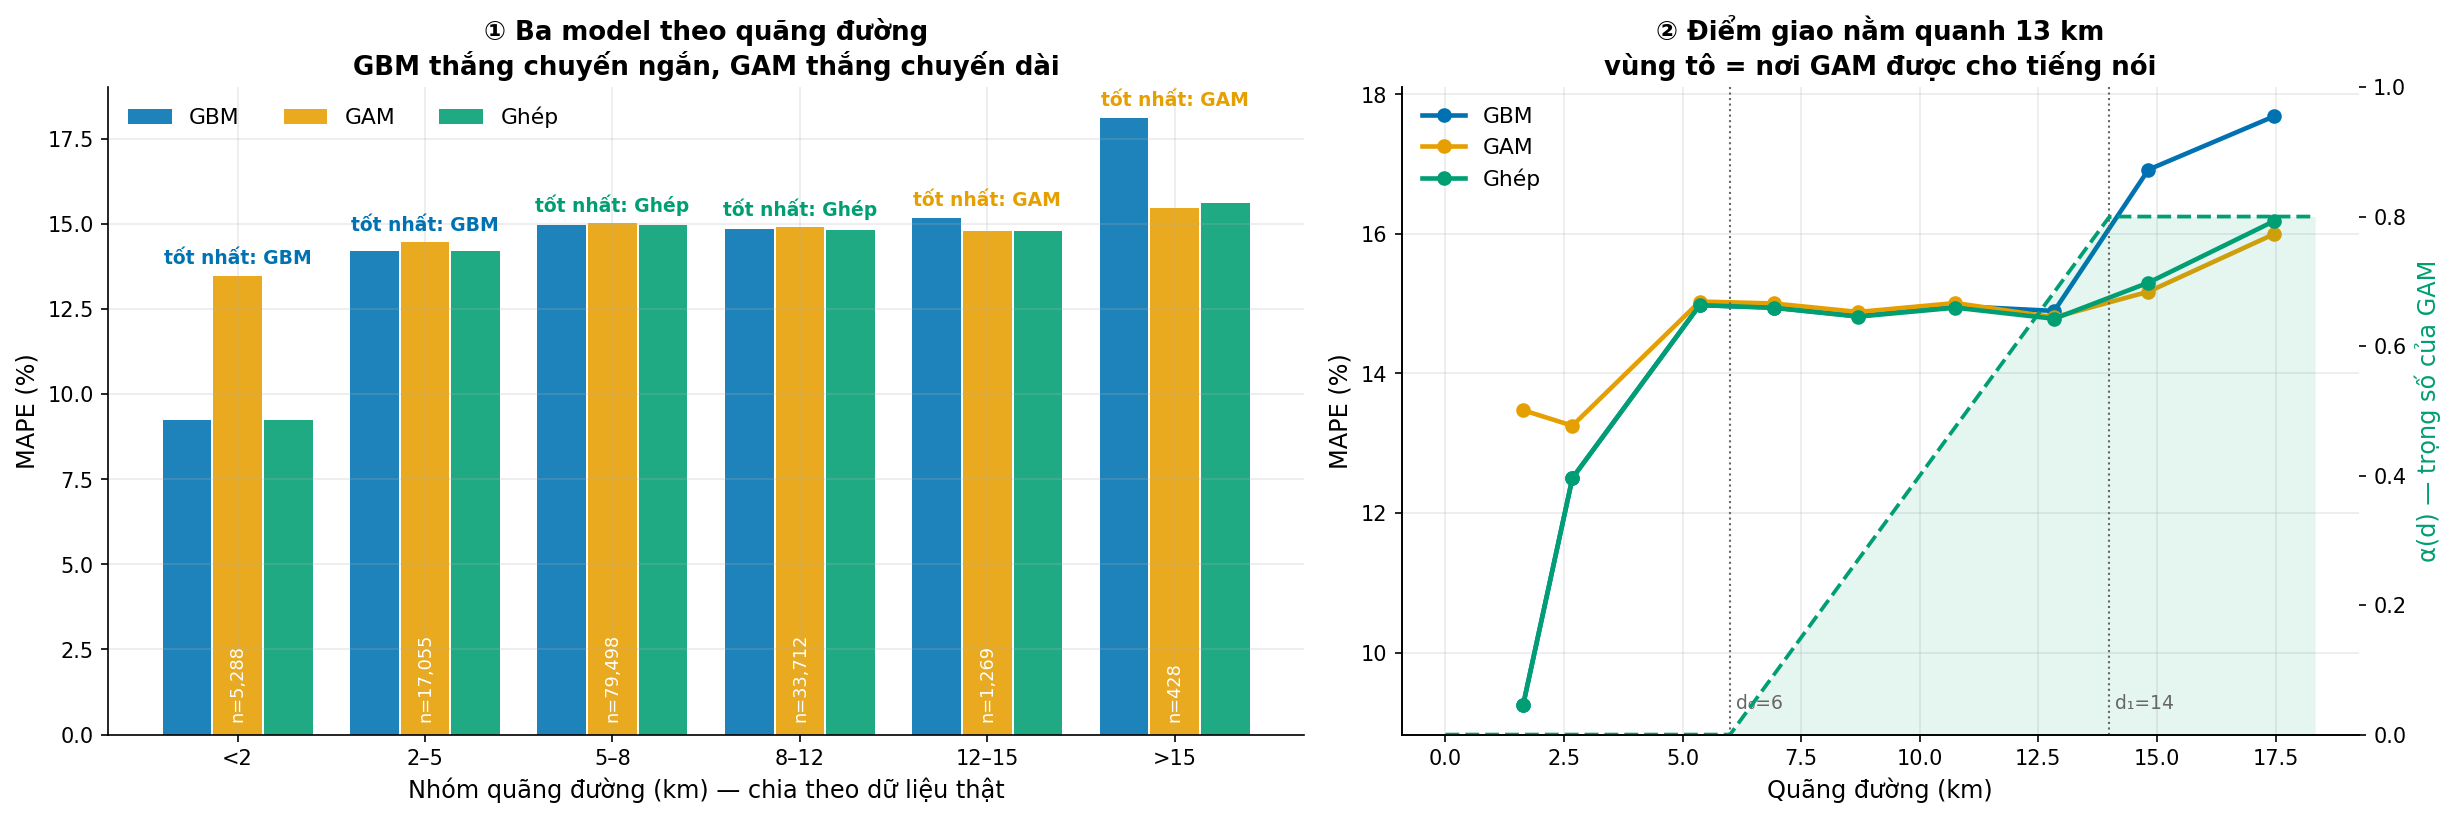 ① Ba model theo quãng đường
GBM thắng chuyến ngắn, GAM thắng chuyến dài
GBM
GAM
Ghép
tốt nhất: GBM
tốt nhất: GBM
tốt nhất: Ghép
tốt nhất: Ghép
tốt nhất: GAM
tốt nhất: GAM
MAPE (%)
17.5
15.0
12.5
10.0
7.5
5.0
2.5
0.0
n=5,288
n=17,055
n=79,498
n=33,712
n=1,269
n=428
<2
2–5
5–8
8–12
12–15
>15
Nhóm quãng đường (km) — chia theo dữ liệu thật
② Điểm giao nằm quanh 13 km
vùng tô = nơi GAM được cho tiếng nói
GBM
GAM
Ghép
MAPE (%)
18
16
14
12
10
d₀=6
d₁=14
0.0
2.5
5.0
7.5
10.0
12.5
15.0
17.5
Quãng đường (km)
1.0
0.8
0.6
0.4
0.2
0.0
α(d) — trọng số của GAM